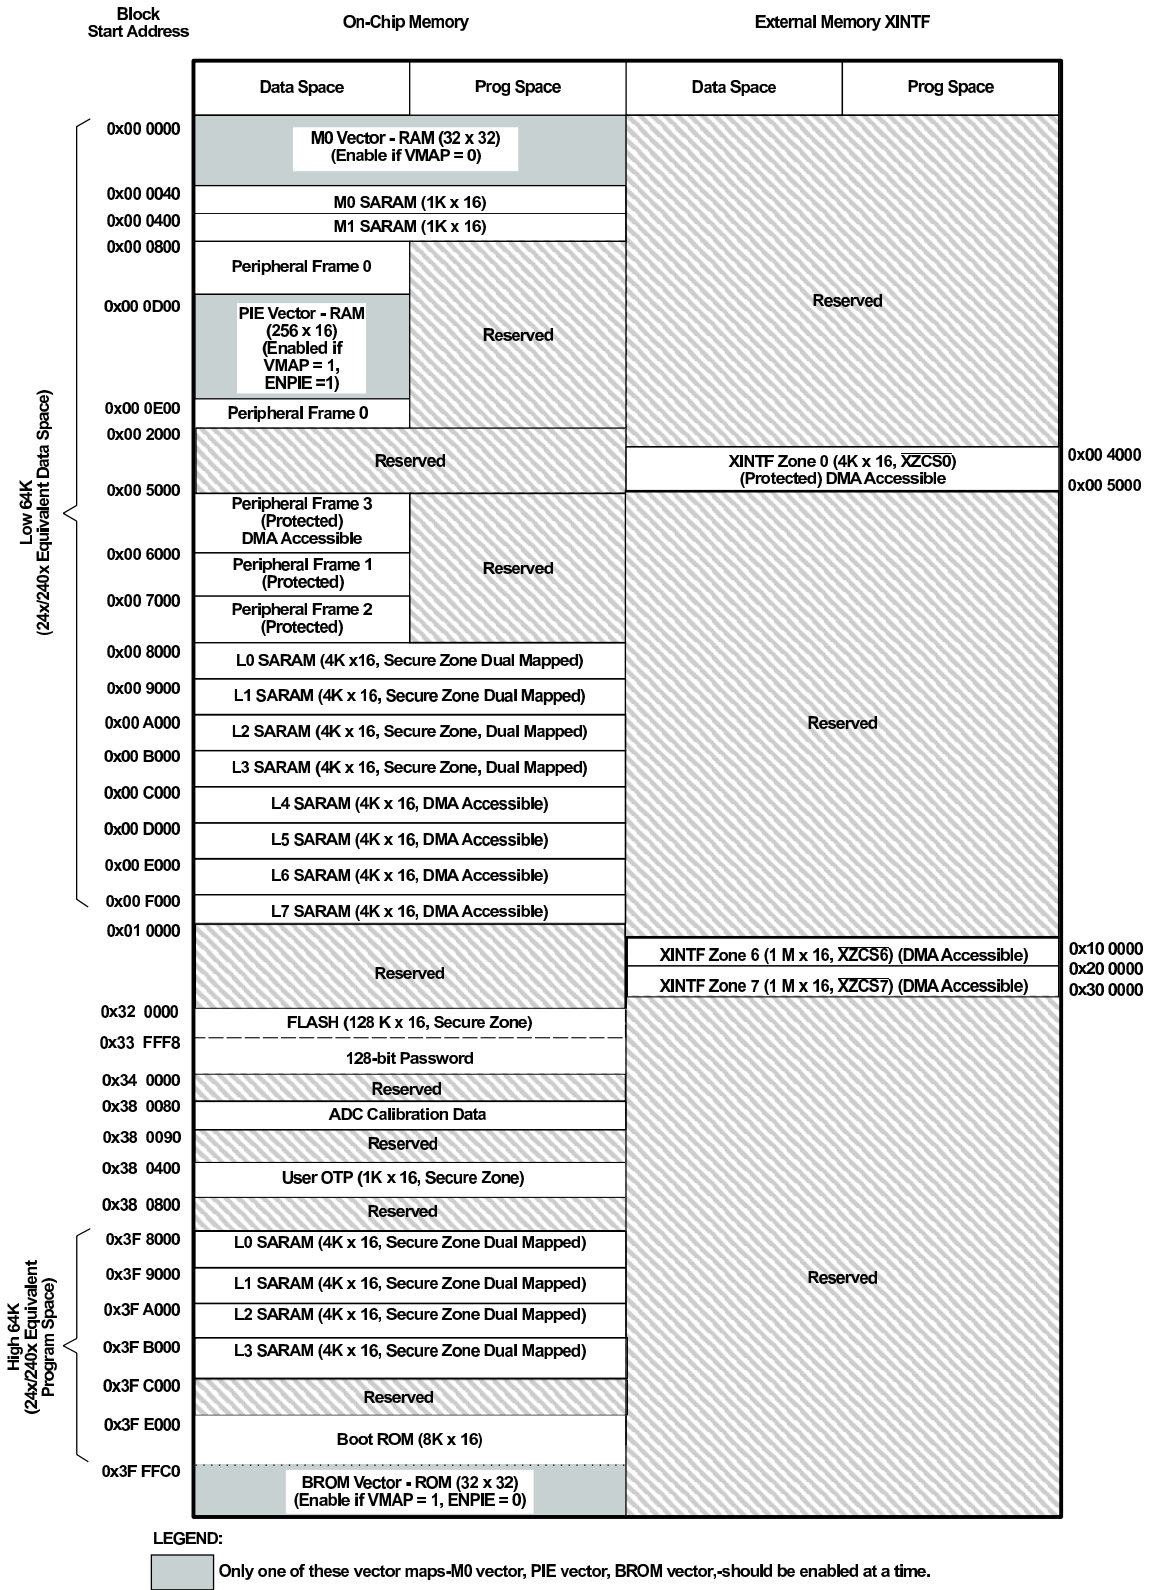 Block
Start Address
On-Chip Memory
External Memory XINTF
Data Space
Prog Space
Data Space
Prog Space
0x00 0000
M0 Vector - RAM (32 x 32)
(Enable if VMAP = 0)
0x00 0040
M0 SARAM (1K x 16)
0x00 0400
M1 SARAM (1K x 16)
0x00 0800
Peripheral Frame 0
Reserved
0x00 0D00
PIE Vector - RAM
(256 x 16)
(Enabled if
VMAP = 1,
ENPIE =1)
Reserved
0x00 0E00
Peripheral Frame 0
0x00 2000
Reserved
XINTF Zone 0 (4K x 16, XZCS0)
(Protected) DMA Accessible
0x00 4000
0x00 5000
0x00 5000
Peripheral Frame 3
(Protected)
DMA Accessible
Reserved
0x00 6000
Peripheral Frame 1
(Protected)
0x00 7000
Peripheral Frame 2
(Protected)
Low 64K
(24x/240x Equivalent Data Space)
0x00 8000
L0 SARAM (4K x16, Secure Zone Dual Mapped)
0x00 9000
L1 SARAM (4K x 16, Secure Zone Dual Mapped)
0x00 A000
L2 SARAM (4K x 16, Secure Zone, Dual Mapped)
Reserved
0x00 B000
L3 SARAM (4K x 16, Secure Zone, Dual Mapped)
0x00 C000
L4 SARAM (4K x 16, DMA Accessible)
0x00 D000
L5 SARAM (4K x 16, DMA Accessible)
0x00 E000
L6 SARAM (4K x 16, DMA Accessible)
0x00 F000
L7 SARAM (4K x 16, DMA Accessible)
0x01 0000
Reserved
XINTF Zone 6 (1 M x 16, XZCS6) (DMA Accessible)
0x10 0000
0x20 0000
XINTF Zone 7 (1 M x 16, XZCS7) (DMA Accessible)
0x30 0000
0x32 0000
FLASH (128 K x 16, Secure Zone)
0x33 FFF8
128-bit Password
0x34 0000
Reserved
0x38 0080
ADC Calibration Data
0x38 0090
Reserved
0x38 0400
User OTP (1K x 16, Secure Zone)
0x38 0800
Reserved
0x3F 8000
L0 SARAM (4K x 16, Secure Zone Dual Mapped)
0x3F 9000
L1 SARAM (4K x 16, Secure Zone Dual Mapped)
Reserved
0x3F A000
L2 SARAM (4K x 16, Secure Zone Dual Mapped)
0x3F B000
L3 SARAM (4K x 16, Secure Zone Dual Mapped)
High 64K
(24x/240x Equivalent
Program Space)
0x3F C000
Reserved
0x3F E000
Boot ROM (8K x 16)
0x3F FFC0
BROM Vector - ROM (32 x 32)
(Enable if VMAP = 1, ENPIE = 0)
LEGEND:
Only one of these vector maps-M0 vector, PIE vector, BROM vector,-should be enabled at a time.